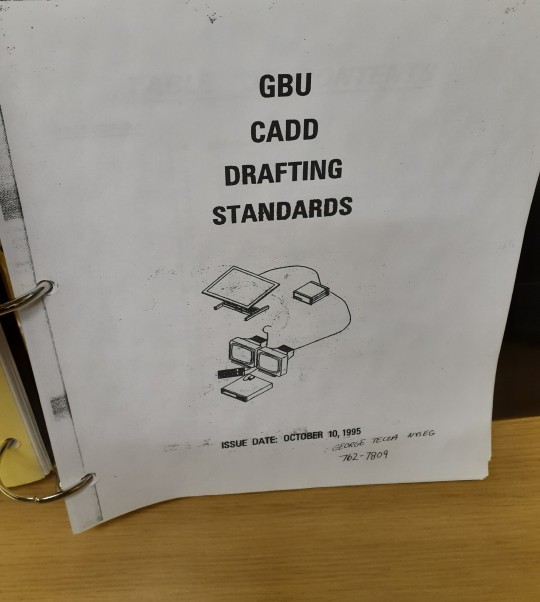 GBU
CADD
DRAFTING
STANDARDS
ISSUE DATE: OCTOBER 10, 1995
GEORGE
762-7809